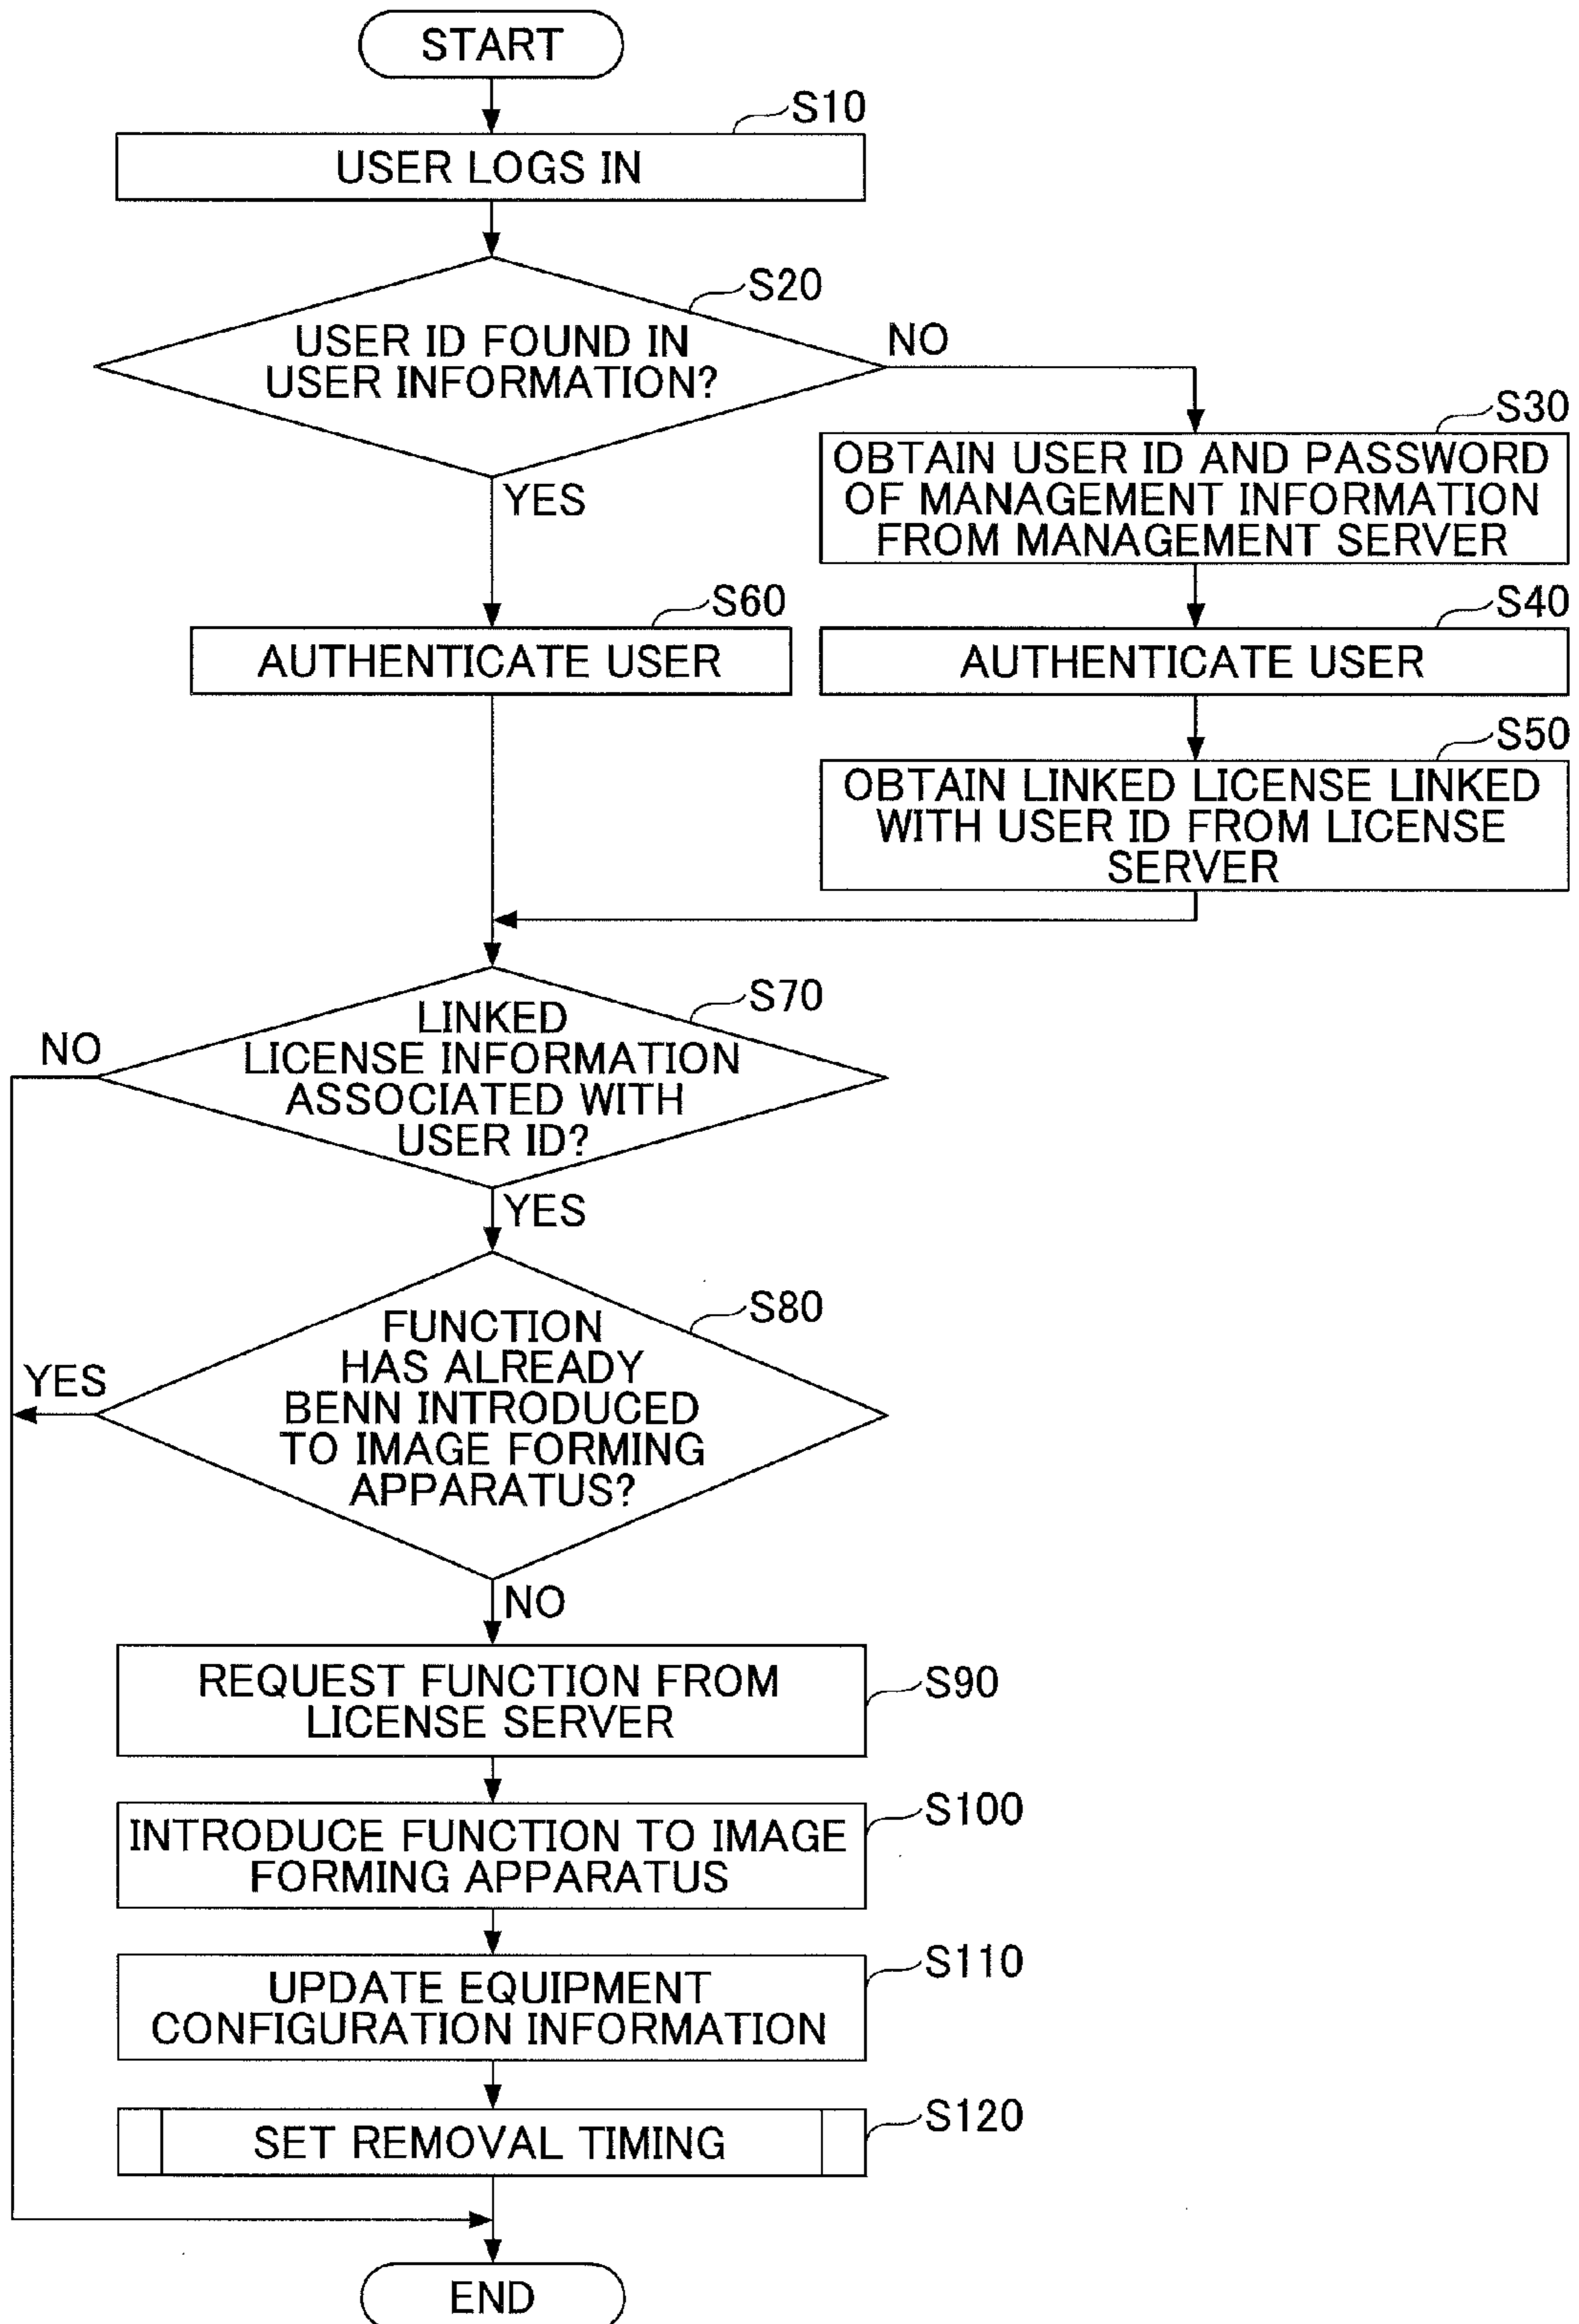 START
S10
USER LOGS IN
S20
USER ID FOUND IN
USER INFORMATION?
NO
YES
S30
OBTAIN USER ID AND PASSWORD
OF MANAGEMENT INFORMATION
FROM MANAGEMENT SERVER
S60
AUTHENTICATE USER
S40
AUTHENTICATE USER
S50
OBTAIN LINKED LICENSE LINKED
WITH USER ID FROM LICENSE
SERVER
S70
LINKED
LICENSE INFORMATION
ASSOCIATED WITH
USER ID?
NO
YES
S80
FUNCTION
HAS ALREADY
BENN INTRODUCED
TO IMAGE FORMING
APPARATUS?
YES
NO
REQUEST FUNCTION FROM
LICENSE SERVER
S90
INTRODUCE FUNCTION TO IMAGE
FORMING APPARATUS
S100
UPDATE EQUIPMENT
CONFIGURATION INFORMATION
S110
SET REMOVAL TIMING
S120
END